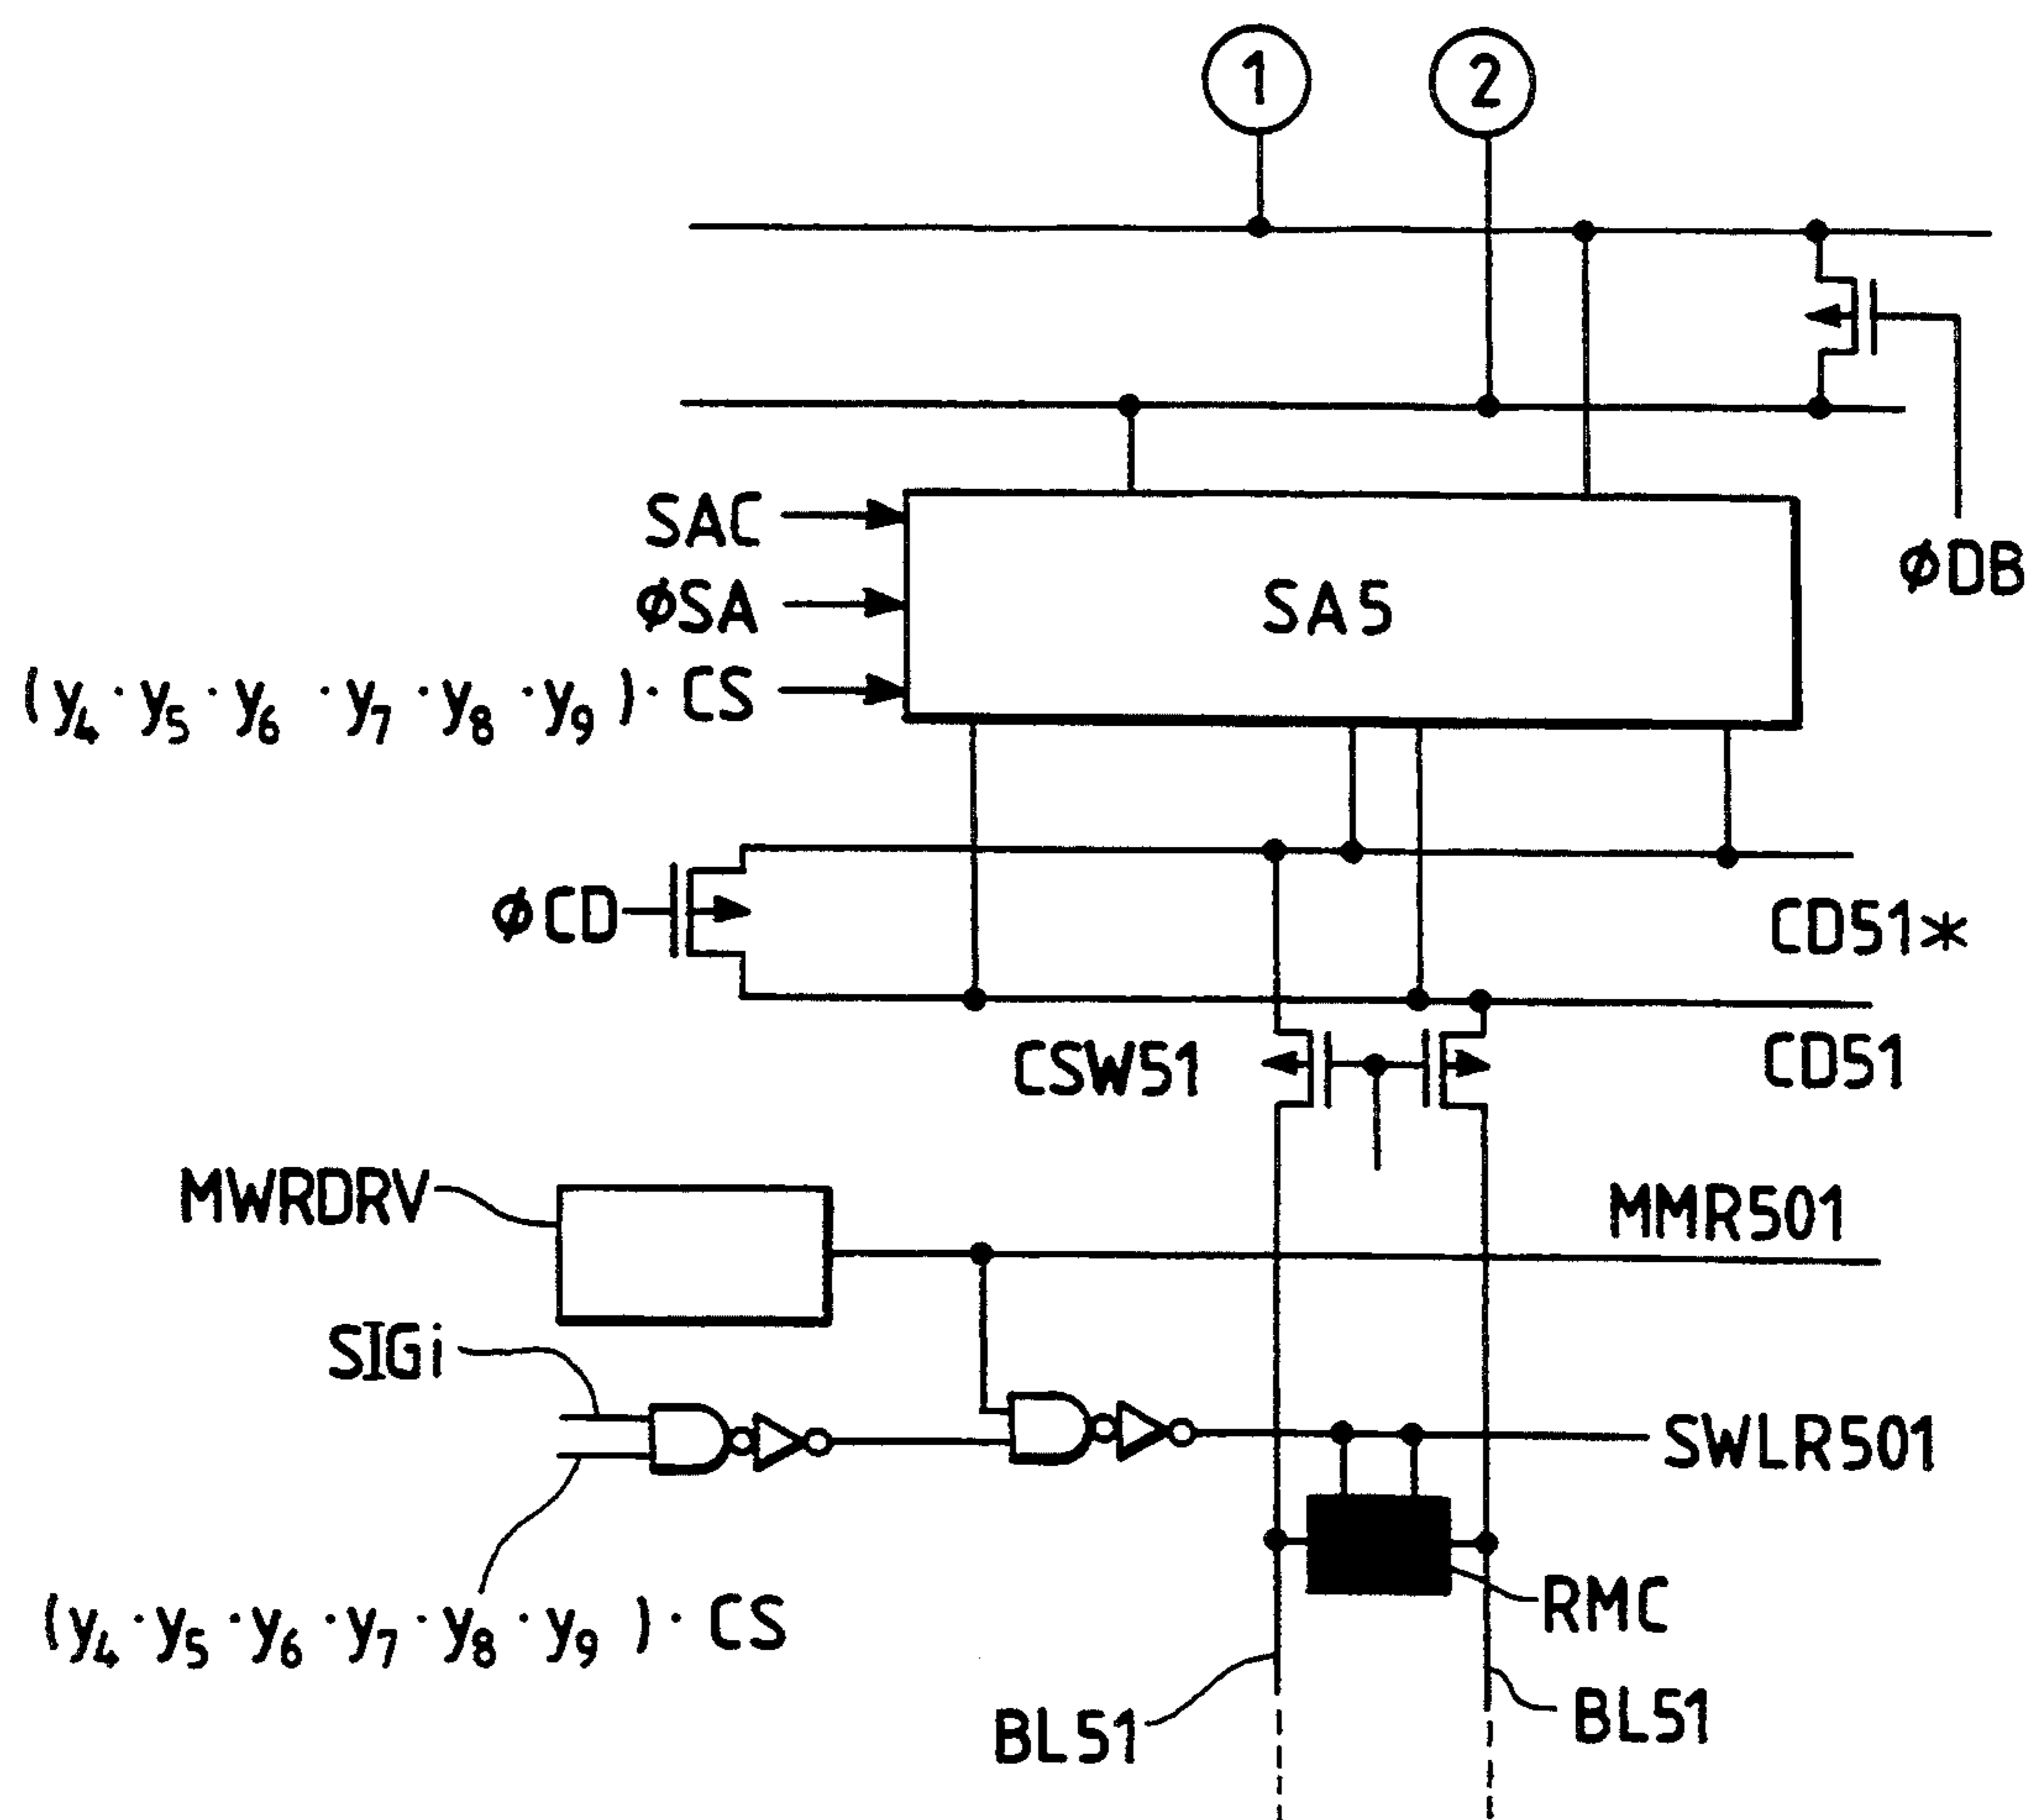 1
2
SAC
φSA
SA5
φDB
(y4·y5·y6·y7·y8·y9)·CS
φCD
CD51*
CSW51
CD51
MWRDRV
MMR501
SIGi
SWLR501
RMC
(y4·y5·y6·y7·y8·y9)·CS
BL51
BL51